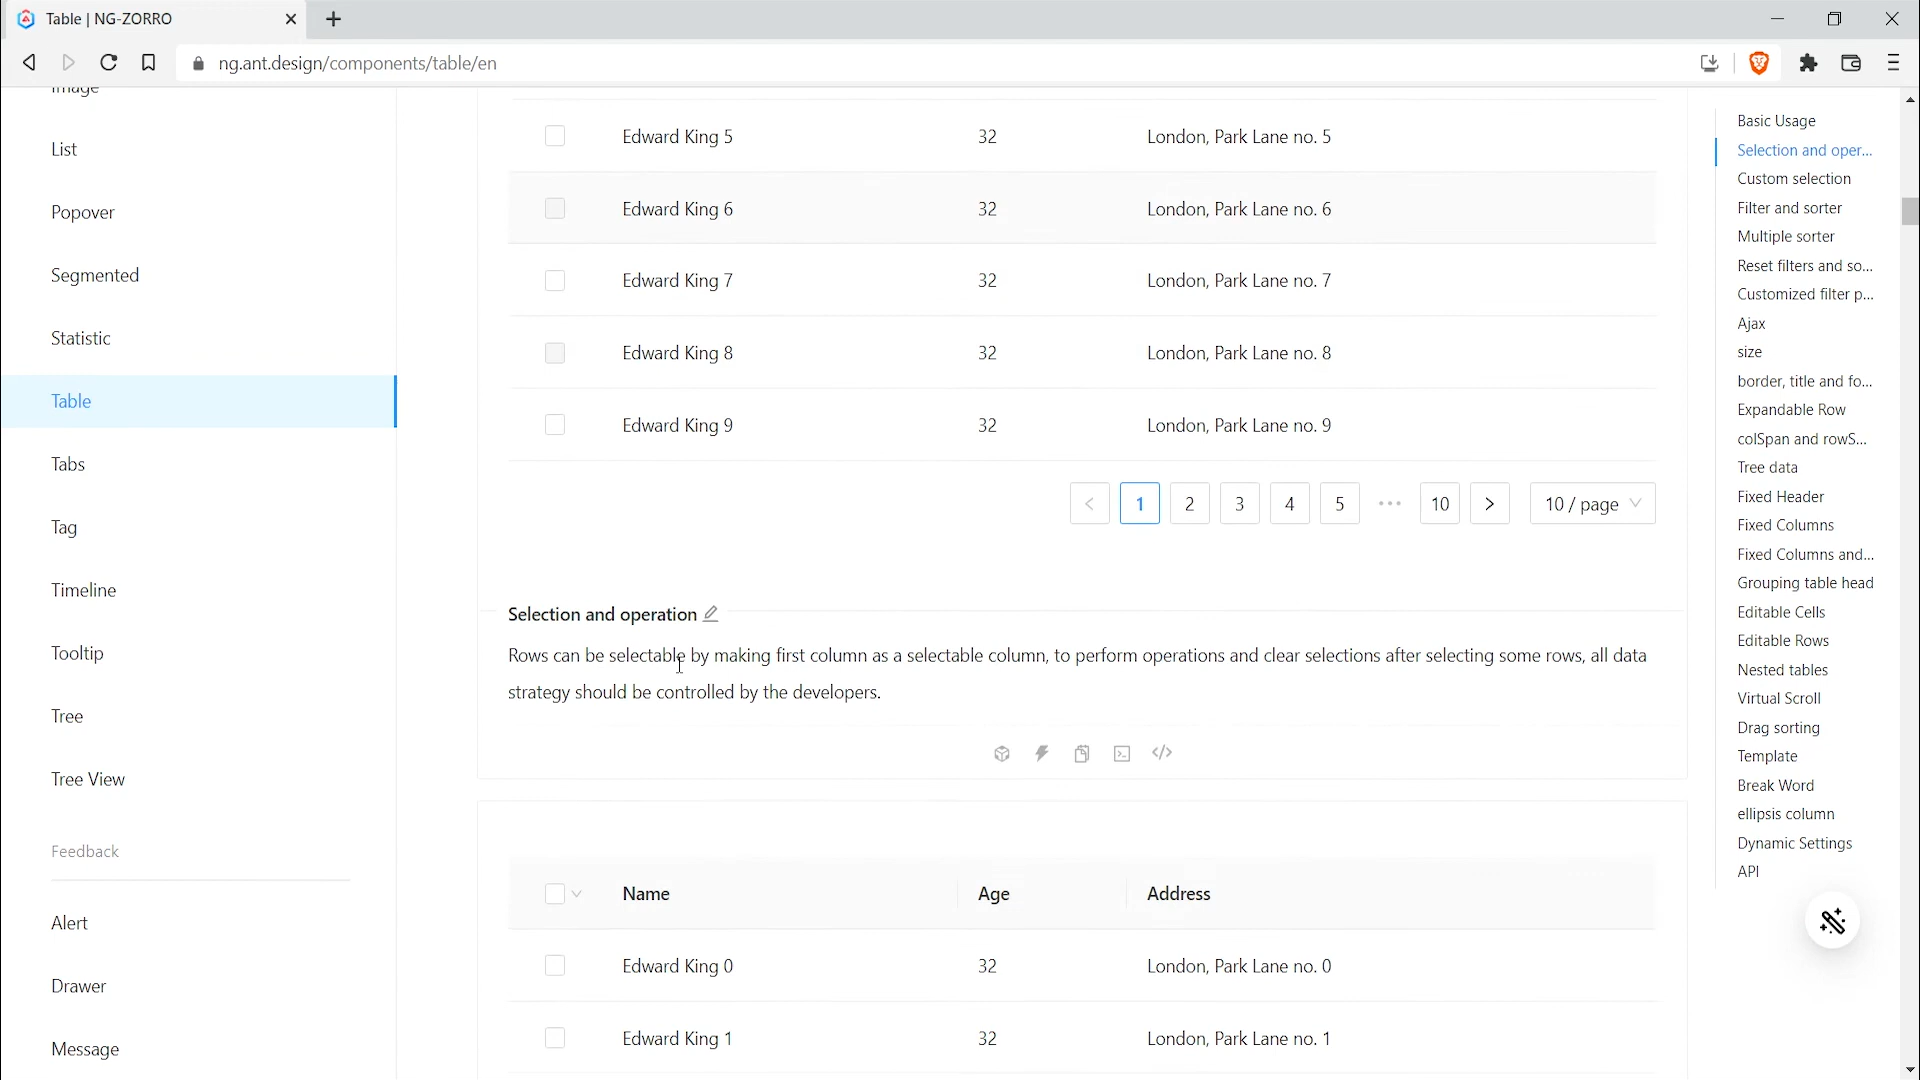 Table | NG-ZORRO
ng.ant.design/components/table/en
Image
List
Popover
Segmented
Statistic
Table
Tabs
Tag
Timeline
Tooltip
Tree
Tree View
Feedback
Alert
Drawer
Message
Edward King 5 32 London, Park Lane no. 5
Edward King 6 32 London, Park Lane no. 6
Edward King 7 32 London, Park Lane no. 7
Edward King 8 32 London, Park Lane no. 8
Edward King 9 32 London, Park Lane no. 9
< 1 2 3 4 5 ••• 10 > 10 / page
Selection and operation
Rows can be selectable by making first column as a selectable column, to perform operations and clear selections after selecting some rows, all data
strategy should be controlled by the developers.
Name Age Address
Edward King 0 32 London, Park Lane no. 0
Edward King 1 32 London, Park Lane no. 1
Basic Usage
Selection and oper...
Custom selection
Filter and sorter
Multiple sorter
Reset filters and so...
Customized filter p...
Ajax
size
border, title and fo...
Expandable Row
colSpan and rowS...
Tree data
Fixed Header
Fixed Columns
Fixed Columns and...
Grouping table head
Editable Cells
Editable Rows
Nested tables
Virtual Scroll
Drag sorting
Template
Break Word
ellipsis column
Dynamic Settings
API